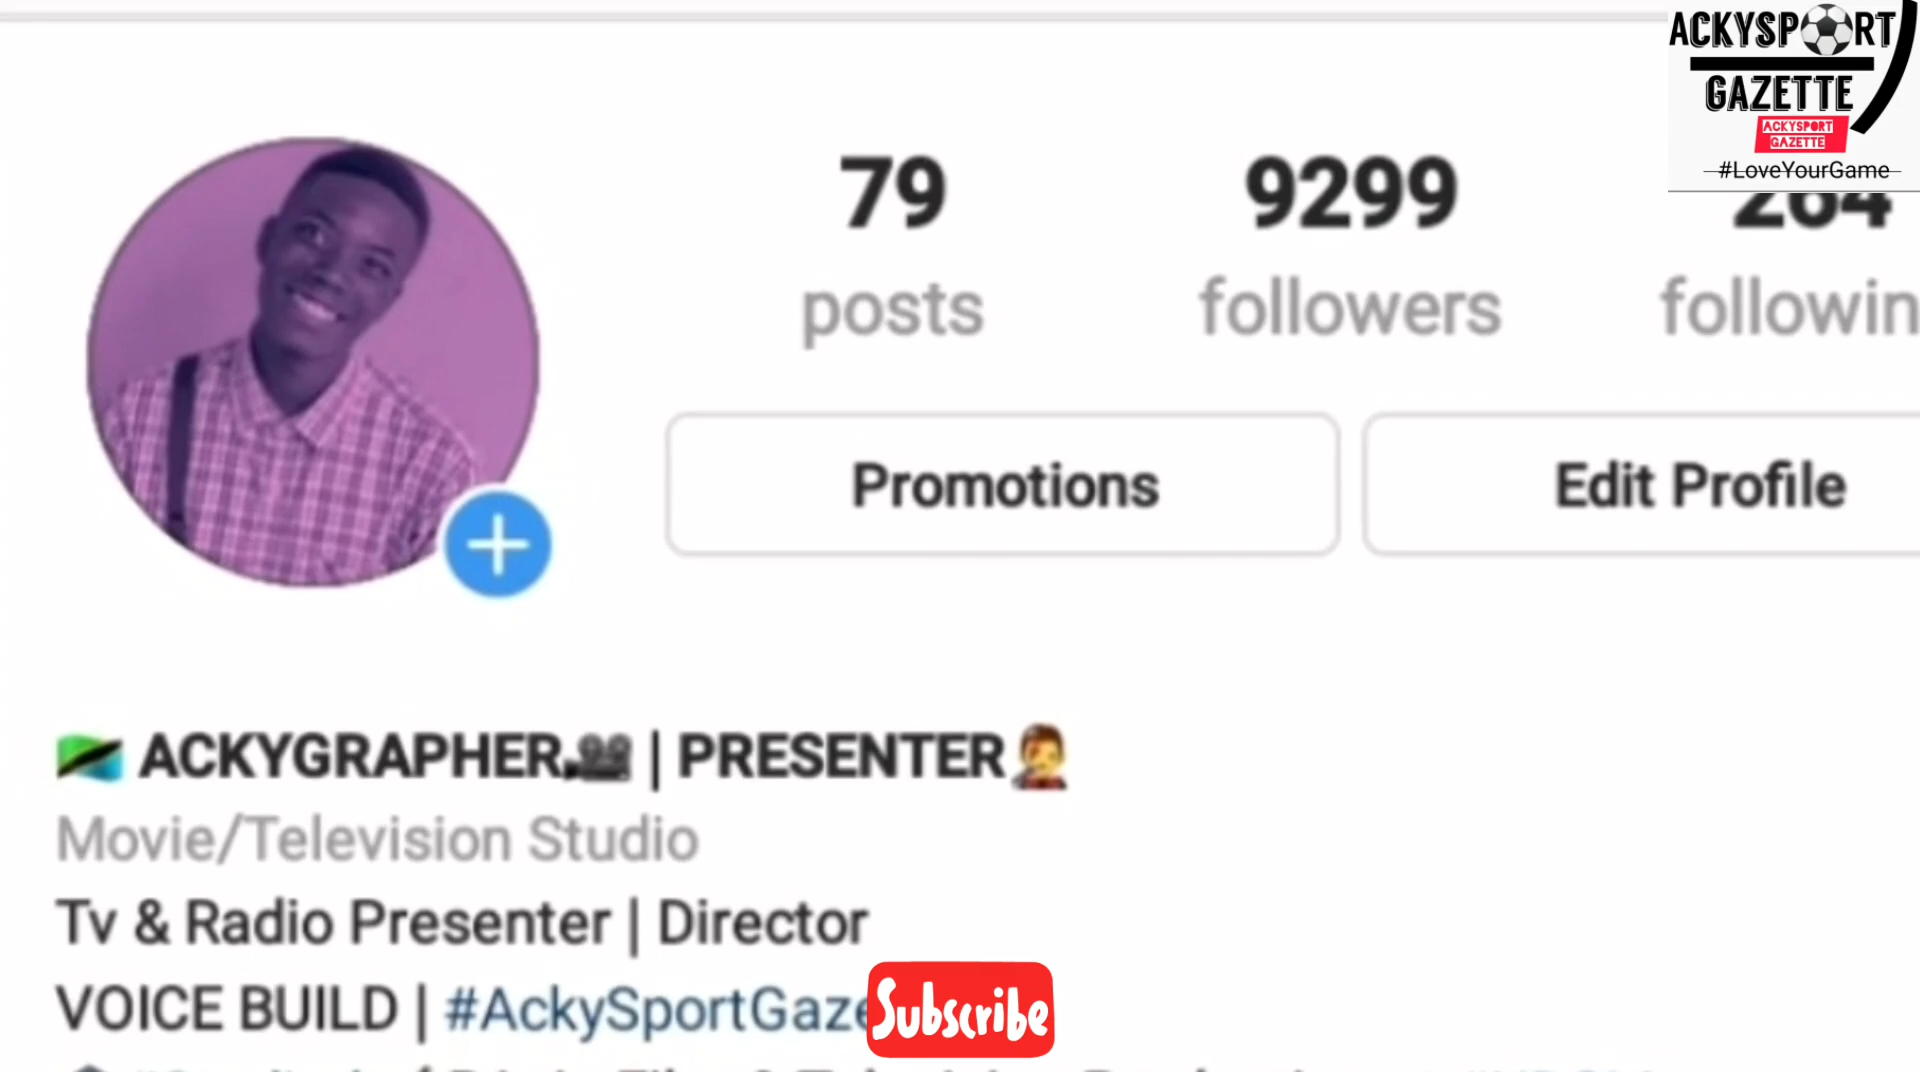 ACKYSPORT
GAZETTE
ACKYSPORT
GAZETTE
#LoveYourGame
79 9299 264
posts followers followin
Promotions Edit Profile
ACKYGRAPHER | PRESENTER
Movie/Television Studio
Tv & Radio Presenter | Director
VOICE BUILD | #AckySportGaze
Subscribe